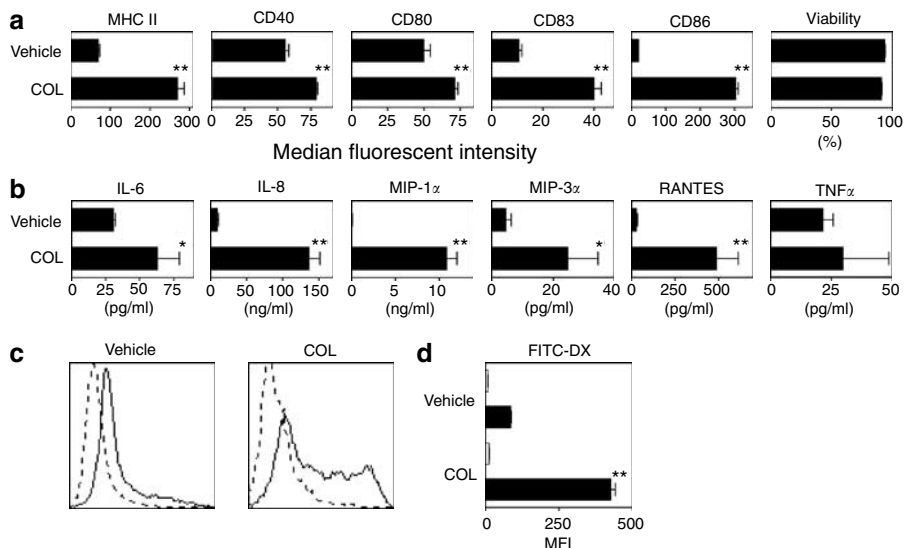 a
MHC II CD40 CD80 CD83 CD86 Viability
Vehicle
COL
** ** ** ** **
0 100 200 300 0 25 50 75 0 25 50 75 0 20 40 0 100 200 300 0 50 100
(%)
Median fluorescent intensity
b
IL-6 IL-8 MIP-1α MIP-3α RANTES TNFα
Vehicle
COL
* ** ** * **
0 25 50 75 0 50 100 150 0 5 10 0 20 40 0 250 500 0 25 50
(pg/ml) (ng/ml) (ng/ml) (pg/ml) (pg/ml) (pg/ml)
c
Vehicle COL
d
FITC-DX
Vehicle
COL
**
0 250 500
MFI